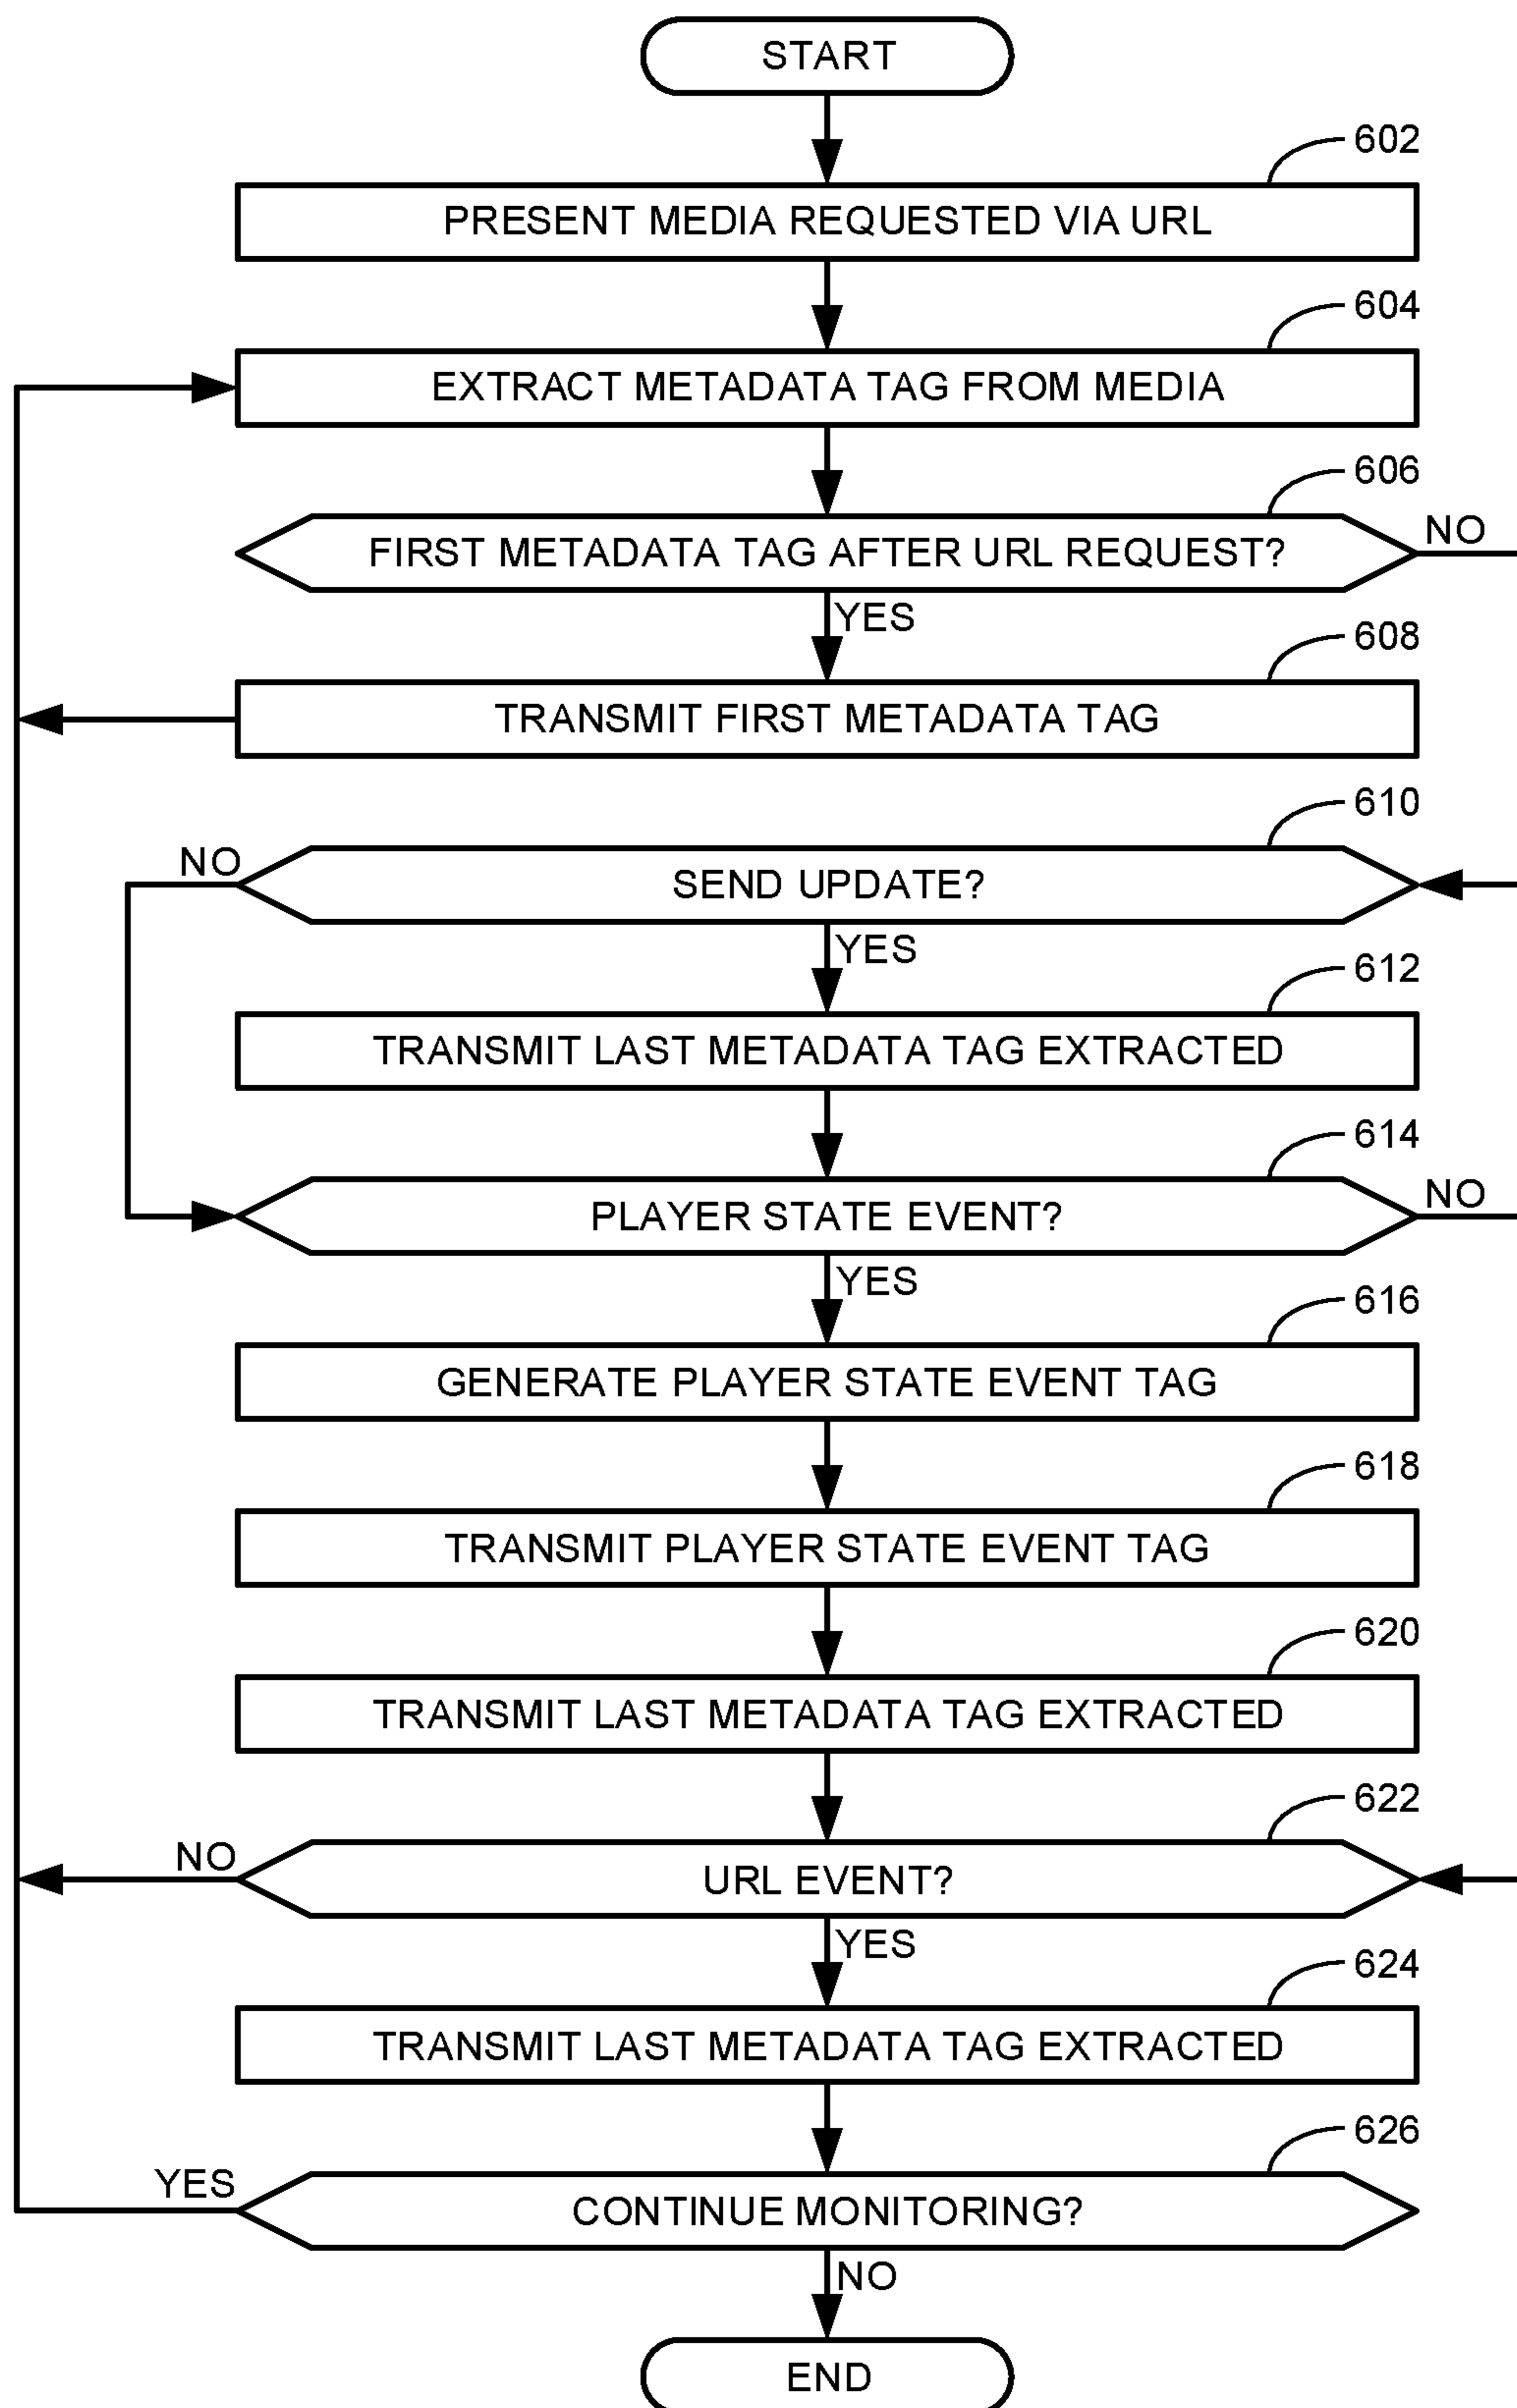 START
602
PRESENT MEDIA REQUESTED VIA URL
604
EXTRACT METADATA TAG FROM MEDIA
606
FIRST METADATA TAG AFTER URL REQUEST?
NO
YES
608
TRANSMIT FIRST METADATA TAG
610
NO
SEND UPDATE?
YES
612
TRANSMIT LAST METADATA TAG EXTRACTED
614
PLAYER STATE EVENT?
NO
YES
616
GENERATE PLAYER STATE EVENT TAG
618
TRANSMIT PLAYER STATE EVENT TAG
620
TRANSMIT LAST METADATA TAG EXTRACTED
622
NO
URL EVENT?
YES
624
TRANSMIT LAST METADATA TAG EXTRACTED
626
YES
CONTINUE MONITORING?
NO
END